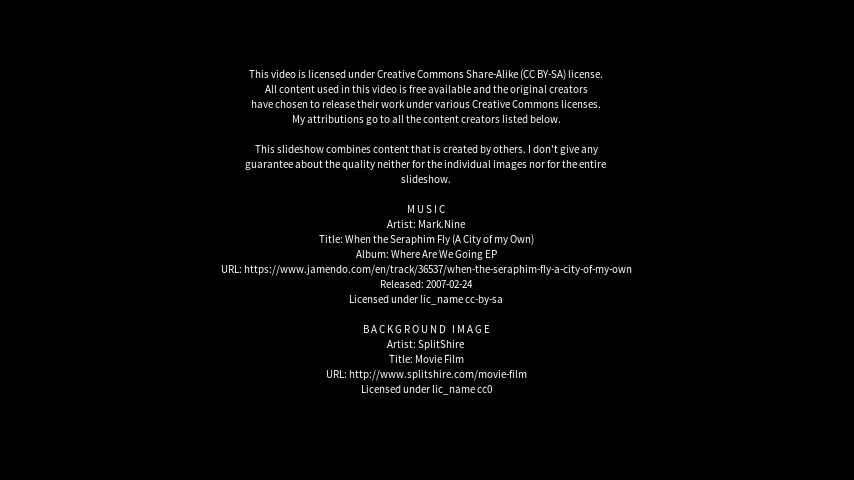 This video is licensed under Creative Commons Share-Alike (CC BY-SA) license.
All content used in this video is free available and the original creators
have chosen to release their work under various Creative Commons licenses.
My attributions go to all the content creators listed below.
This slideshow combines content that is created by others. I don't give any
guarantee about the quality neither for the individual images nor for the entire
slideshow.
MUSIC
Artist: Mark.Nine
Title: When the Seraphim Fly (A City of my Own)
Album: Where Are We Going EP
URL: https://www.jamendo.com/en/track/36537/when-the-seraphim-fly-a-city-of-my-own
Released: 2007-02-24
Licensed under lic_name cc-by-sa
BACKGROUND IMAGE
Artist: SplitShire
Title: Movie Film
URL: http://www.splitshire.com/movie-film
Licensed under lic_name cc0